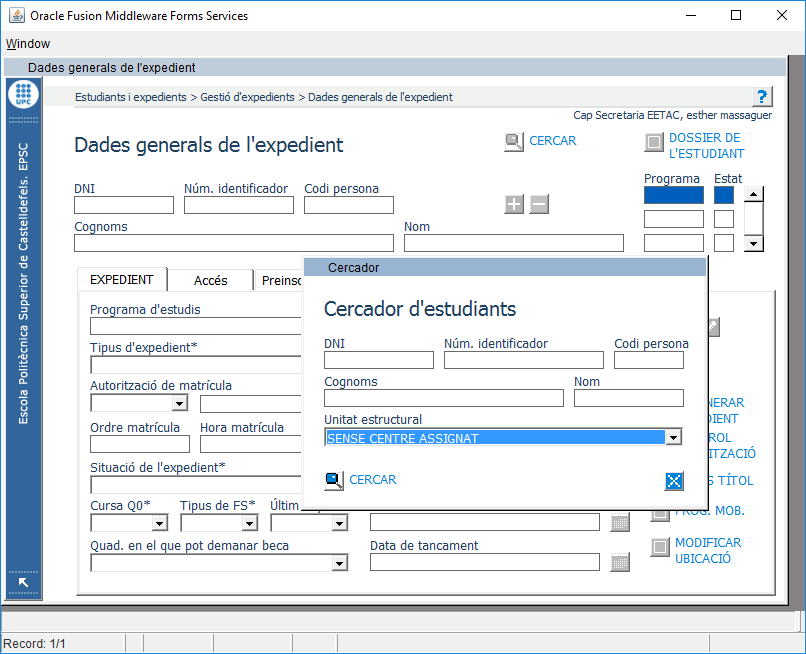 Oracle Fusion Middleware Forms Services
Window
Dades generals de l'expedient
UPC
Estudiants i expedients > Gestió d'expedients > Dades generals de l'expedient
?
Cap Secretaria EETAC, esther massaguer
Dades generals de l'expedient
CERCAR
DOSSIER DE
L'ESTUDIANT
DNI
Núm. identificador
Codi persona
Programa
Estat
Cognoms
Nom
Escola Politècnica Superior de Castelldefels. EPSC
EXPEDIENT
Accés
Preinsc
Programa d'estudis
Tipus d'expedient*
Autorització de matrícula
Ordre matrícula
Hora matrícula
Situació de l'expedient*
Cursa Q0*
Tipus de FS*
Últim
Quad. en el que pot demanar beca
Data de tancament
Cercador
Cercador d'estudiants
DNI
Núm. identificador
Codi persona
Cognoms
Nom
Unitat estructural
SENSE CENTRE ASSIGNAT
CERCAR
NERAR
DIENT
ROL
ITZACIÓ
S TÍTOL
PROG. MOB.
MODIFICAR
UBICACIÓ
Record: 1/1